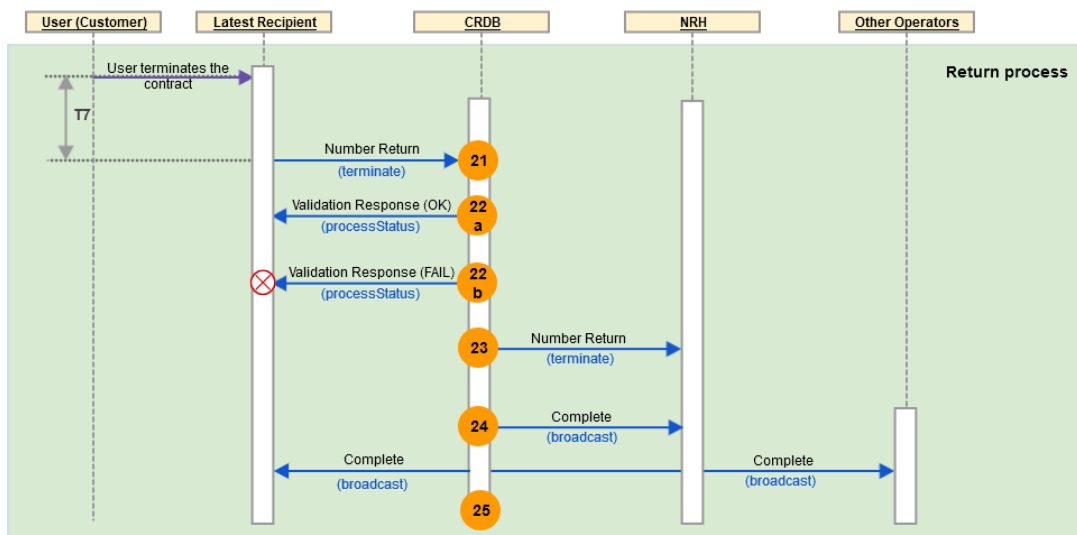 User (Customer)
Latest Recipient
CRDB
NRH
Other Operators
Return process
User terminates the
contract
T7
Number Return
(terminate)
21
Validation Response (OK)
(processStatus)
22
a
Validation Response (FAIL)
(processStatus)
22
b
23
Number Return
(terminate)
24
Complete
(broadcast)
Complete
(broadcast)
Complete
(broadcast)
25